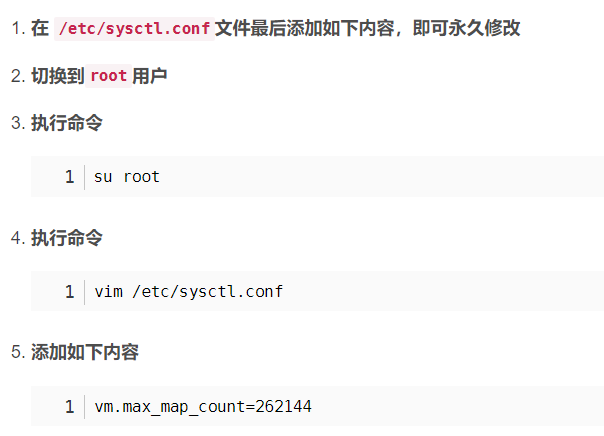 1. 在 /etc/sysctl.conf 文件最后添加如下内容，即可永久修改
2. 切换到 root 用户
3. 执行命令
1 su root
4. 执行命令
1 vim /etc/sysctl.conf
5. 添加如下内容
1 vm.max_map_count=262144